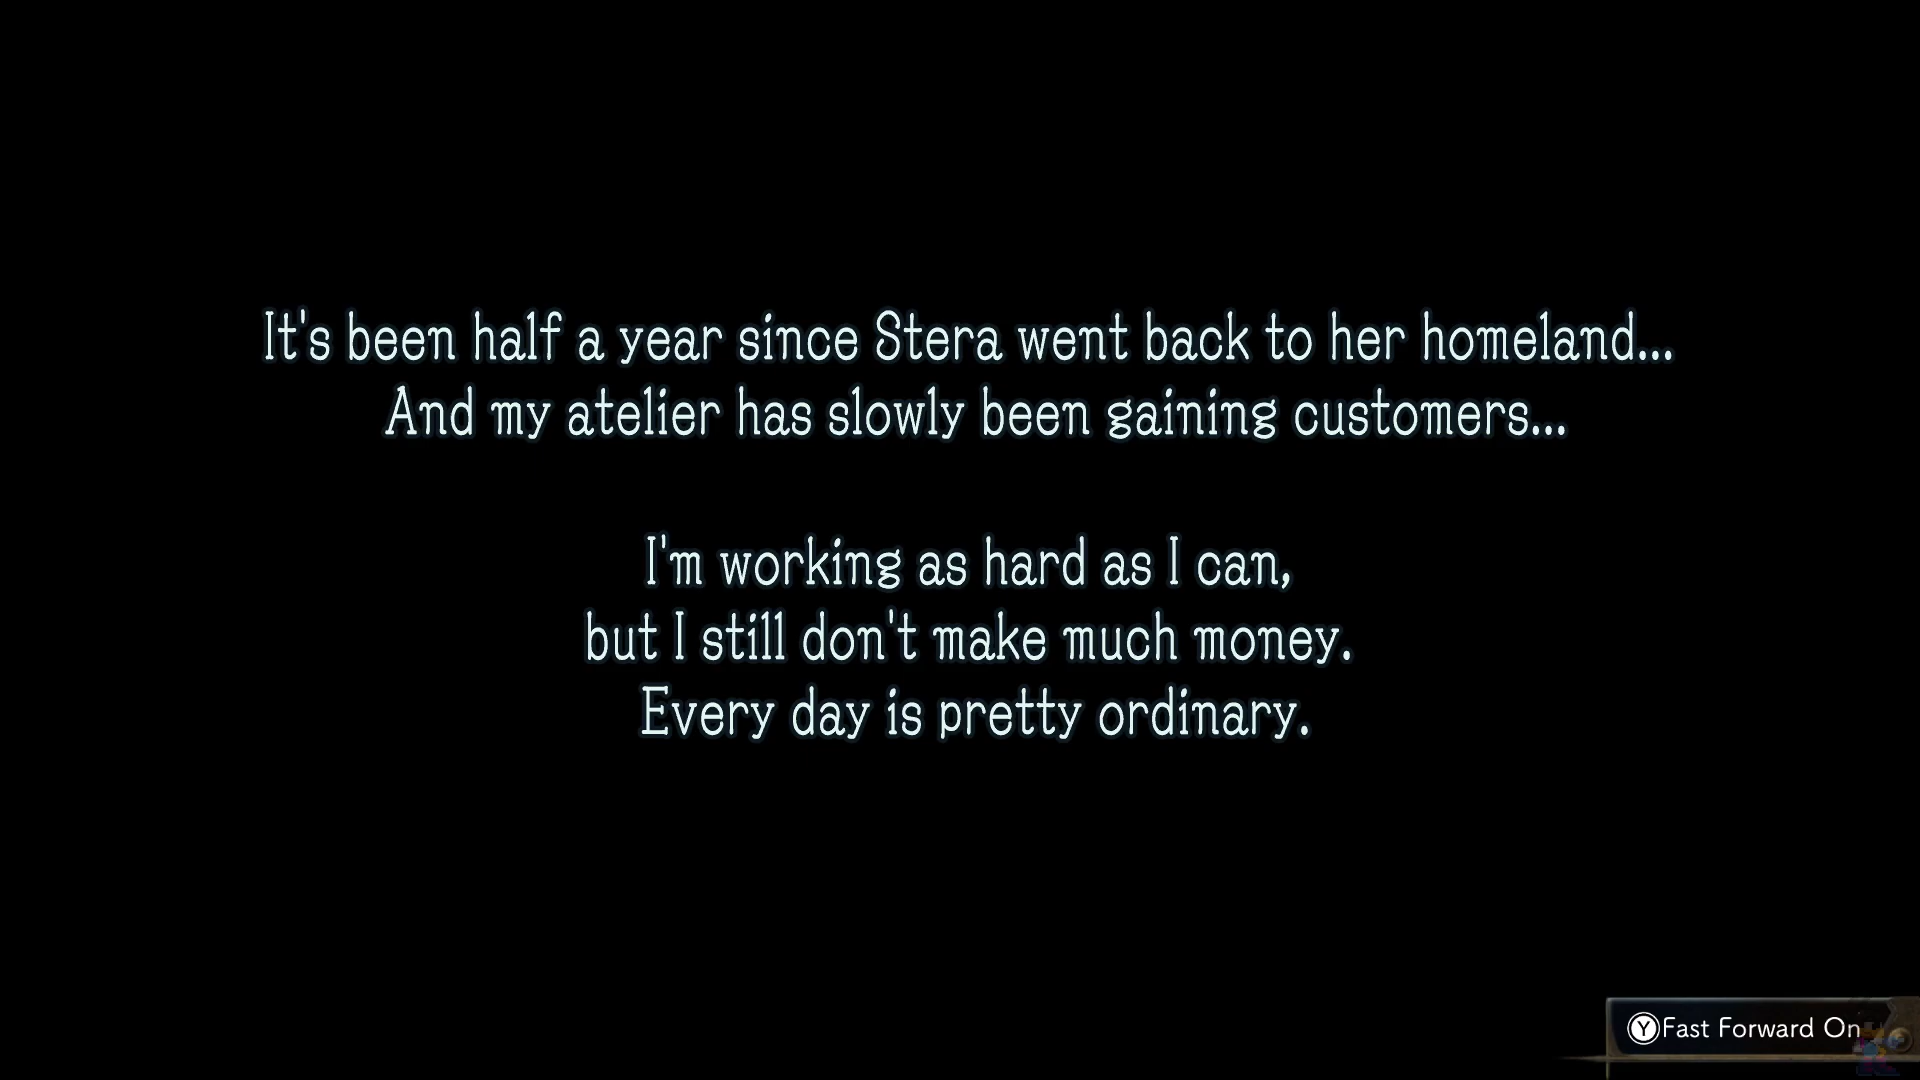 It's been half a year since Stera went back to her homeland...
And my atelier has slowly been gaining customers...
I'm working as hard as I can,
but I still don't make much money.
Every day is pretty ordinary.
Ⓨ Fast Forward On